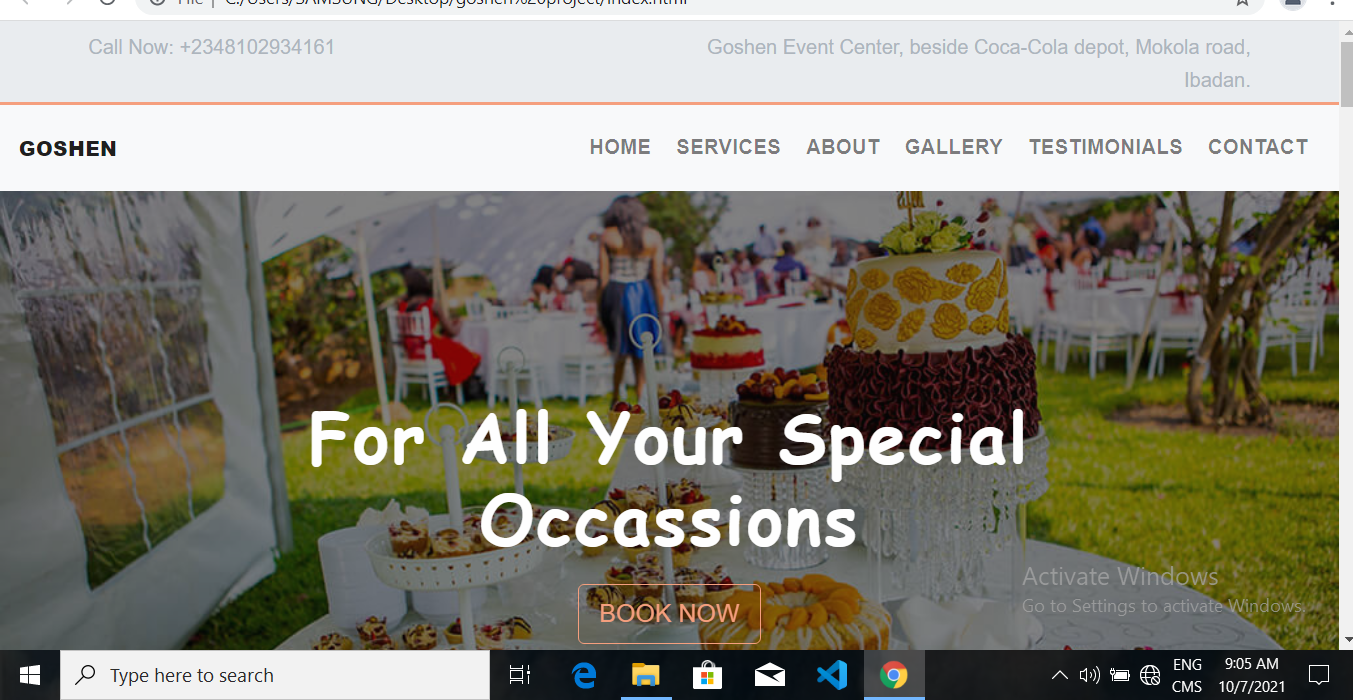 File | C:/Users/SAMSUNG/Desktop/goshen%20project/index.html
Call Now: +2348102934161
Goshen Event Center, beside Coca-Cola depot, Mokola road,
Ibadan.
GOSHEN
HOME SERVICES ABOUT GALLERY TESTIMONIALS CONTACT
For All Your Special
Occassions
BOOK NOW
Activate Windows
Go to Settings to activate Windows.
Type here to search
ENG
CMS
9:05 AM
10/7/2021